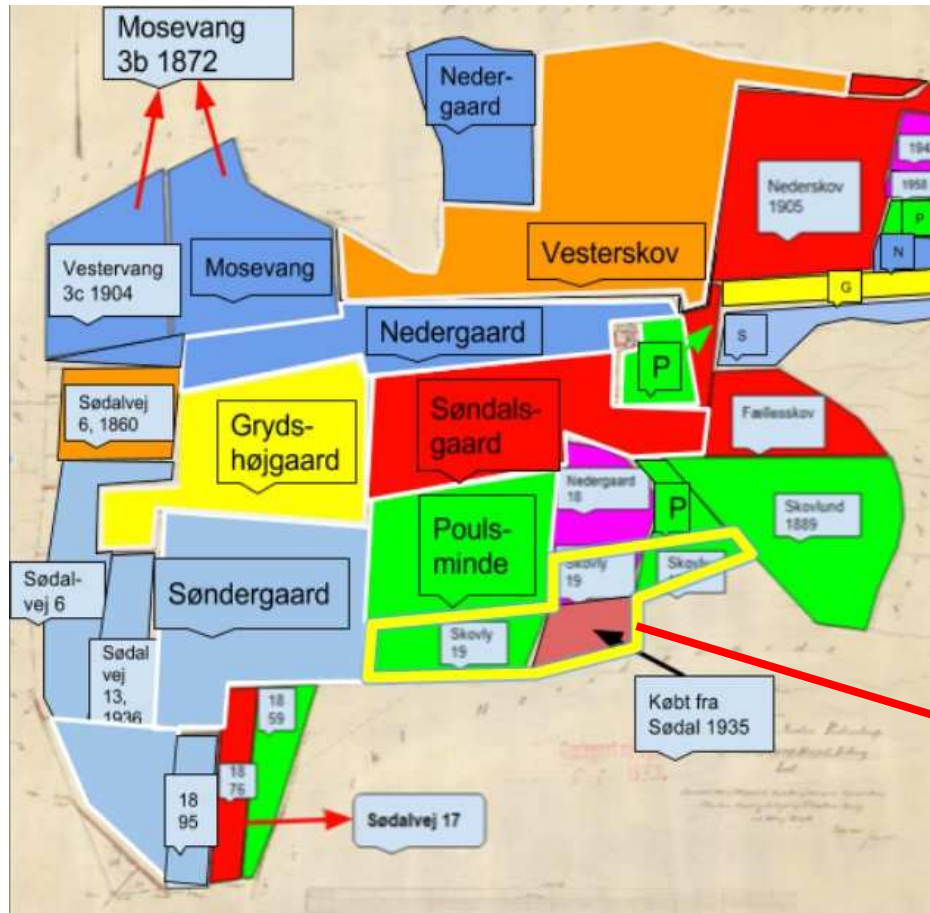 Mosevang
3b 1872
Neder-
gaard
Nederskov
1905
194
1958
P
N
Vestervang
3c 1904
Mosevang
Vesterskov
G
Nedergaard
S
P
Sødalvej
6, 1860
Gryds-
højgaard
Søndals-
gaard
Fællesskov
Nedergaard
18
P
Skovlund
1889
Pouls-
minde
Skovly
19
Skovly
Sødal-
vej 6
Søndergaard
Skovly
19
Sødal
vej
13,
1936
Købt fra
Sødal 1935
18
59
18
76
18
95
Sødalvej 17